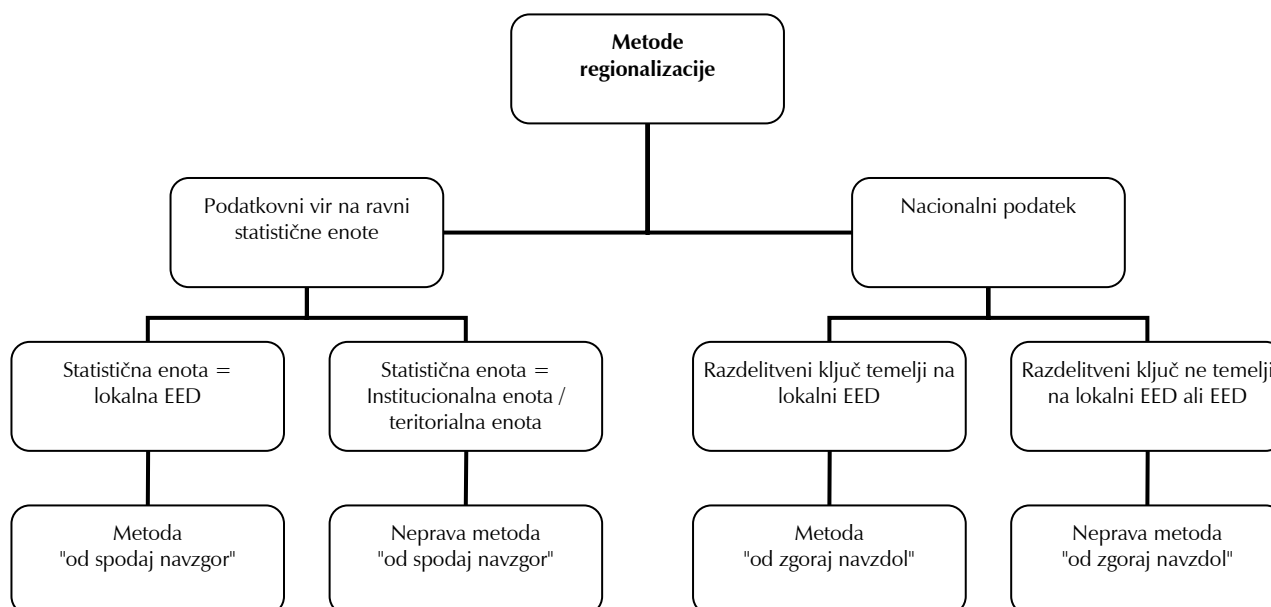 Metode
regionalizacije
Podatkovni vir na ravni
statistične enote
Nacionalni podatek
Statistična enota =
lokalna EED
Statistična enota =
Institucionalna enota /
teritorialna enota
Razdelitveni ključ temelji na
lokalni EED
Razdelitveni ključ ne temelji
na lokalni EED ali EED
Metoda
"od spodaj navzgor"
Neprava metoda
"od spodaj navzgor"
Metoda
"od zgoraj navzdol"
Neprava metoda
"od zgoraj navzdol"